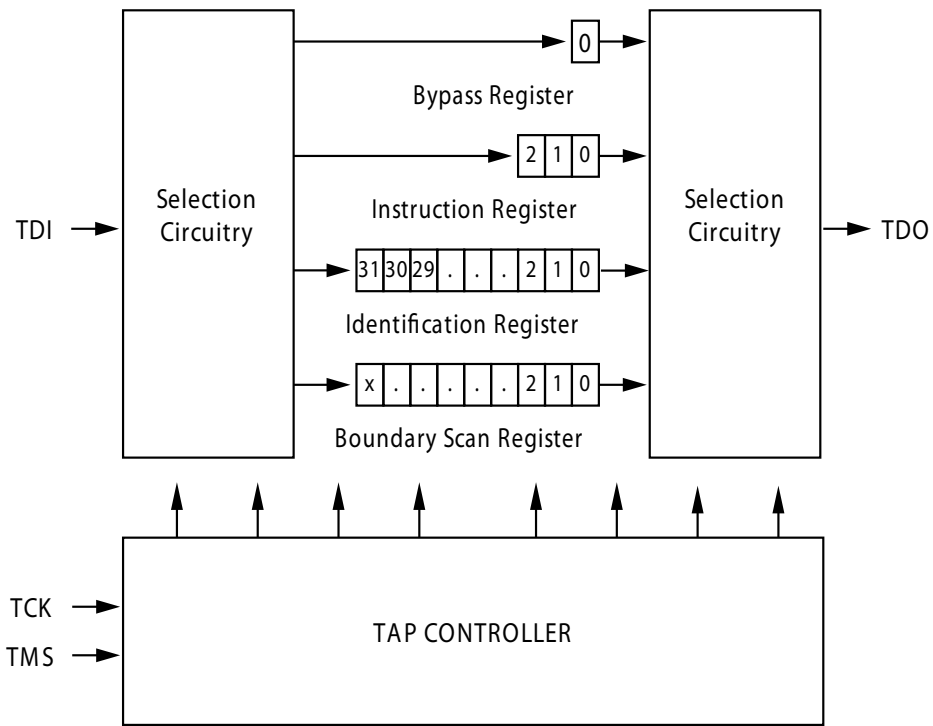 0
Bypass Register
2 1 0
Instruction Register
Selection
Circuitry
Selection
Circuitry
TDI
TDO
31 30 29 . . . 2 1 0
Identification Register
x . . . . . 2 1 0
Boundary Scan Register
TCK
TMS
TAP CONTROLLER